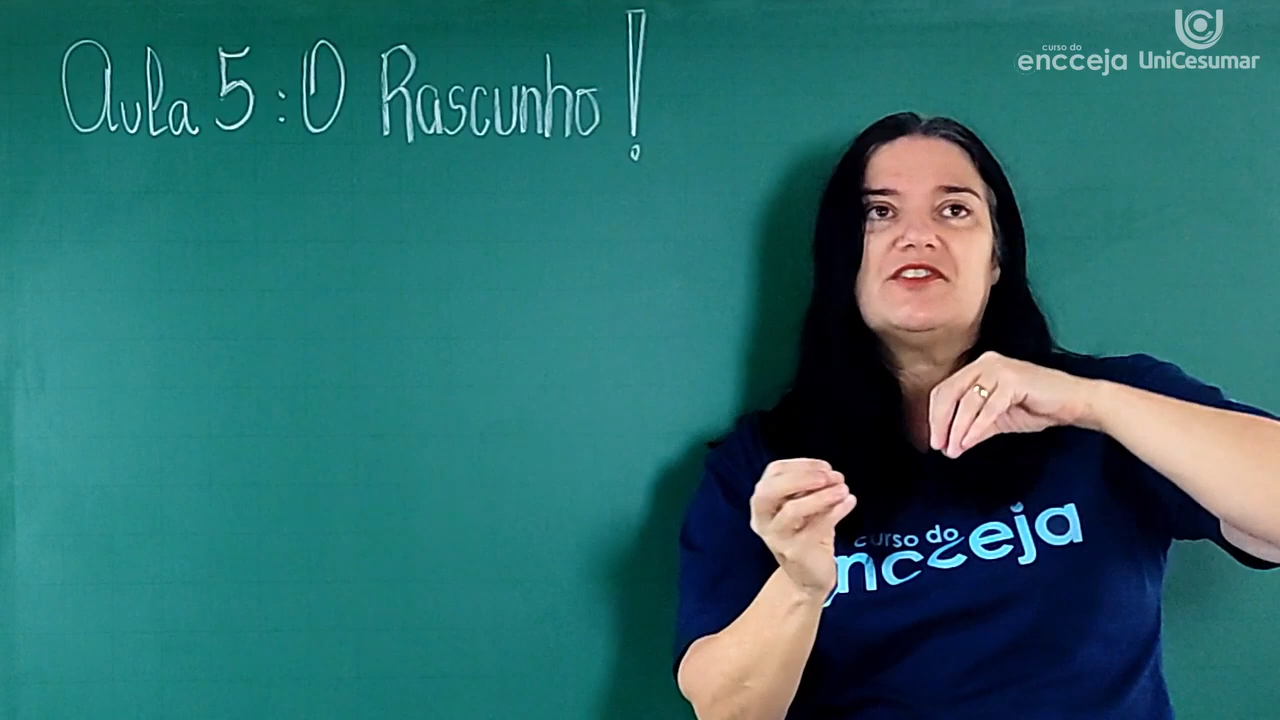 Aula 5: O Rascunho!
curso do
encceja UniCesumar
curso do
encceja